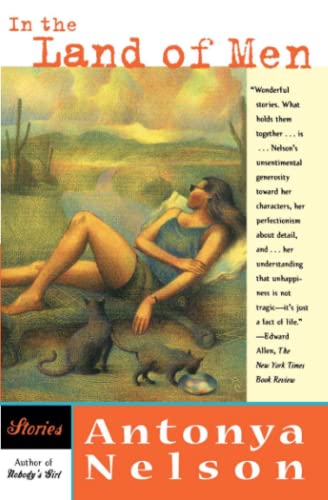 In the
Land of Men
"Wonderful
stories. What
holds them
together . . . is
. . . Nelson's
unsentimental
generosity
toward her
characters, her
perfectionism
about detail,
and . . . her
understanding
that unhappi-
ness is not
tragic—it's just
a fact of life."
—Edward
Allen, The
New York Times
Book Review
Stories
Author of
Nobody's Girl
Antonya
Nelson